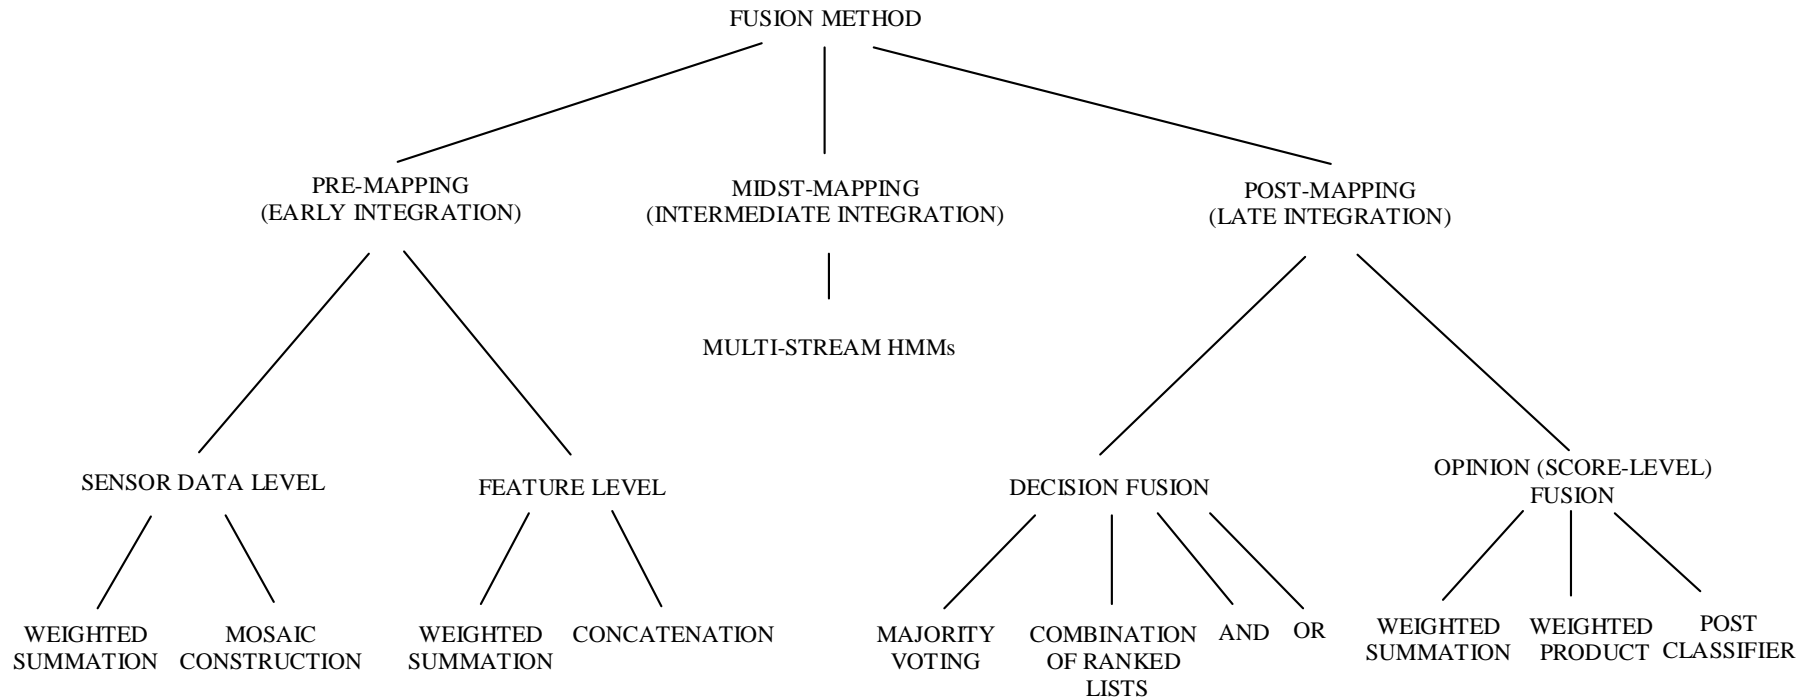 FUSION METHOD
PRE-MAPPING
(EARLY INTEGRATION)
MIDST-MAPPING
(INTERMEDIATE INTEGRATION)
POST-MAPPING
(LATE INTEGRATION)
MULTI-STREAM HMMs
SENSOR DATA LEVEL
FEATURE LEVEL
DECISION FUSION
OPINION (SCORE-LEVEL)
FUSION
WEIGHTED
SUMMATION
MOSAIC
CONSTRUCTION
WEIGHTED
SUMMATION
CONCATENATION
MAJORITY
VOTING
COMBINATION
OF RANKED
LISTS
AND
OR
WEIGHTED
SUMMATION
WEIGHTED
PRODUCT
POST
CLASSIFIER